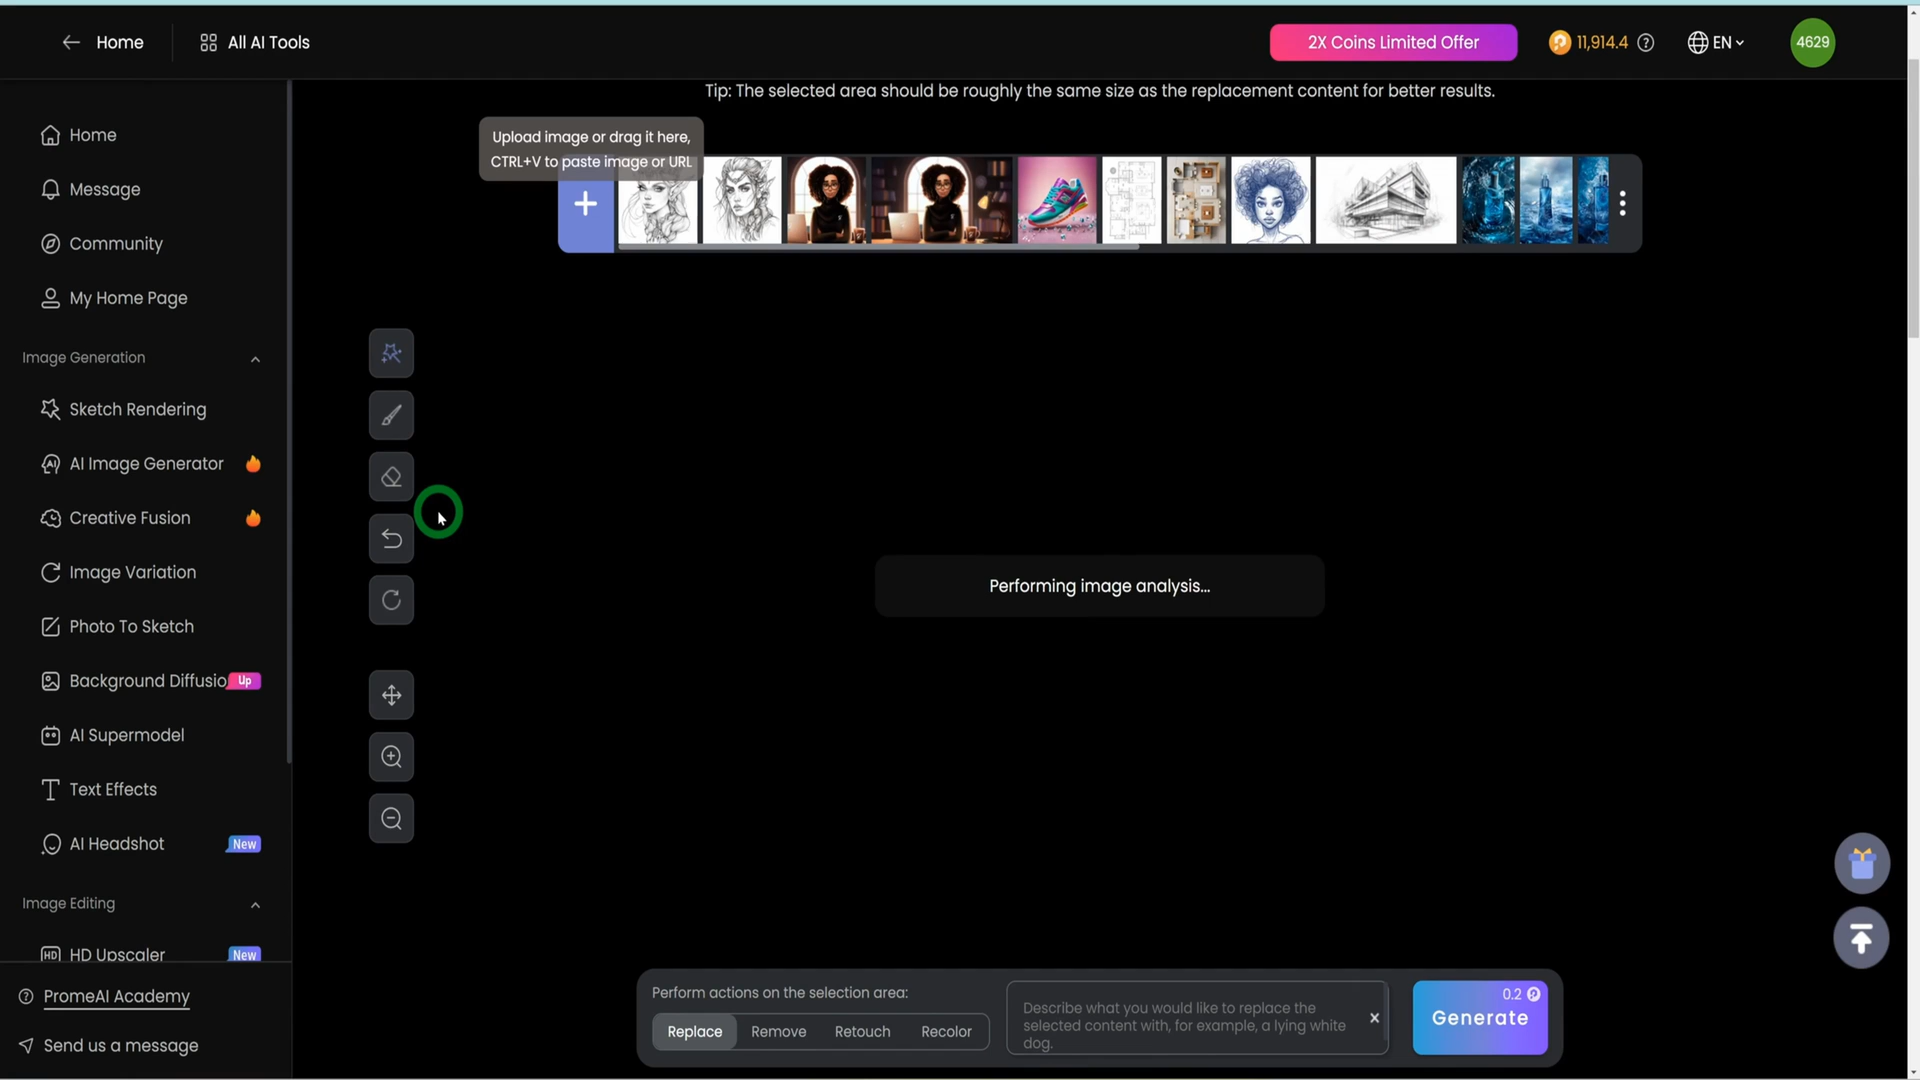 Home
All AI Tools
2X Coins Limited Offer
11,914.4
EN
4629
Tip: The selected area should be roughly the same size as the replacement content for better results.
Upload image or drag it here,
CTRL+V to paste image or URL
Home
Message
Community
My Home Page
Image Generation
Sketch Rendering
AI Image Generator
Creative Fusion
Image Variation
Photo To Sketch
Background Diffusio
Up
AI Supermodel
Text Effects
AI Headshot
New
Image Editing
HD Upscaler
New
PromeAI Academy
Send us a message
Performing image analysis...
Perform actions on the selection area:
Replace
Remove
Retouch
Recolor
Describe what you would like to replace the
selected content with, for example, a lying white
dog.
0.2
Generate